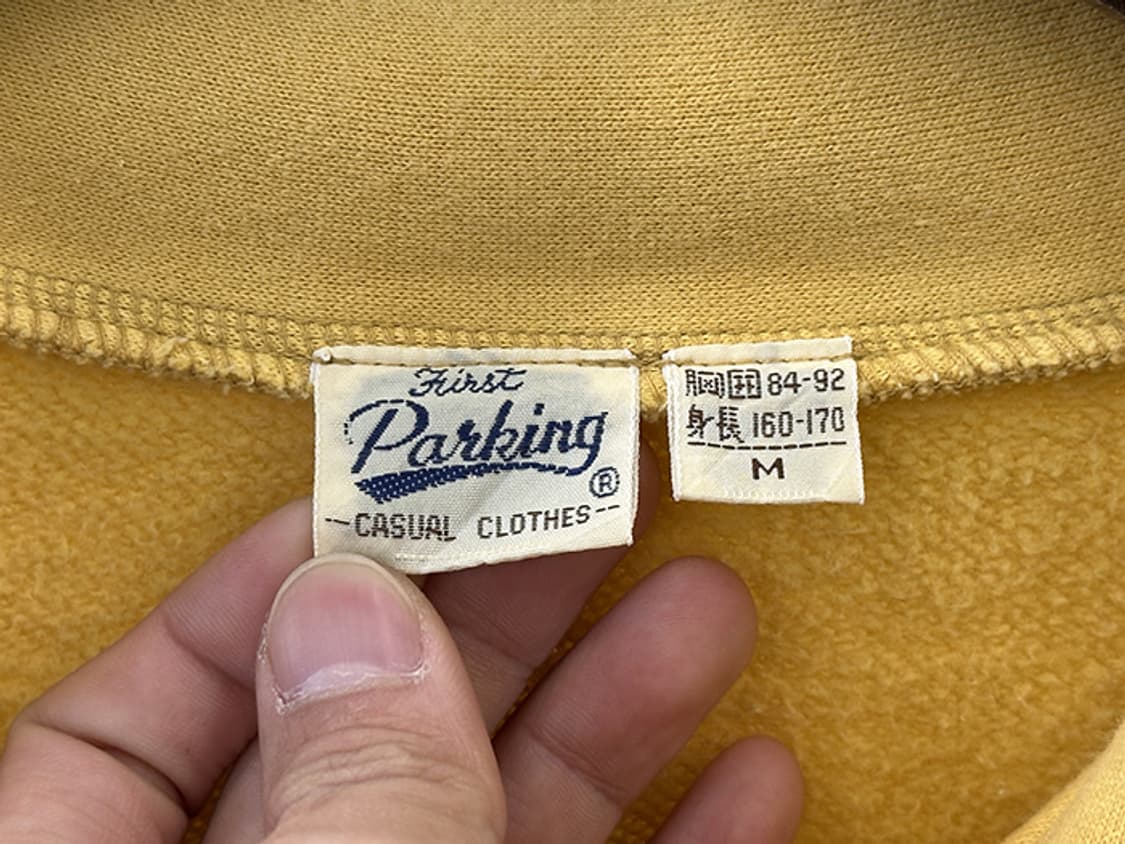 First
Parking
®
--CASUAL CLOTHES--
胸囲 84-92
身長 160-170
M